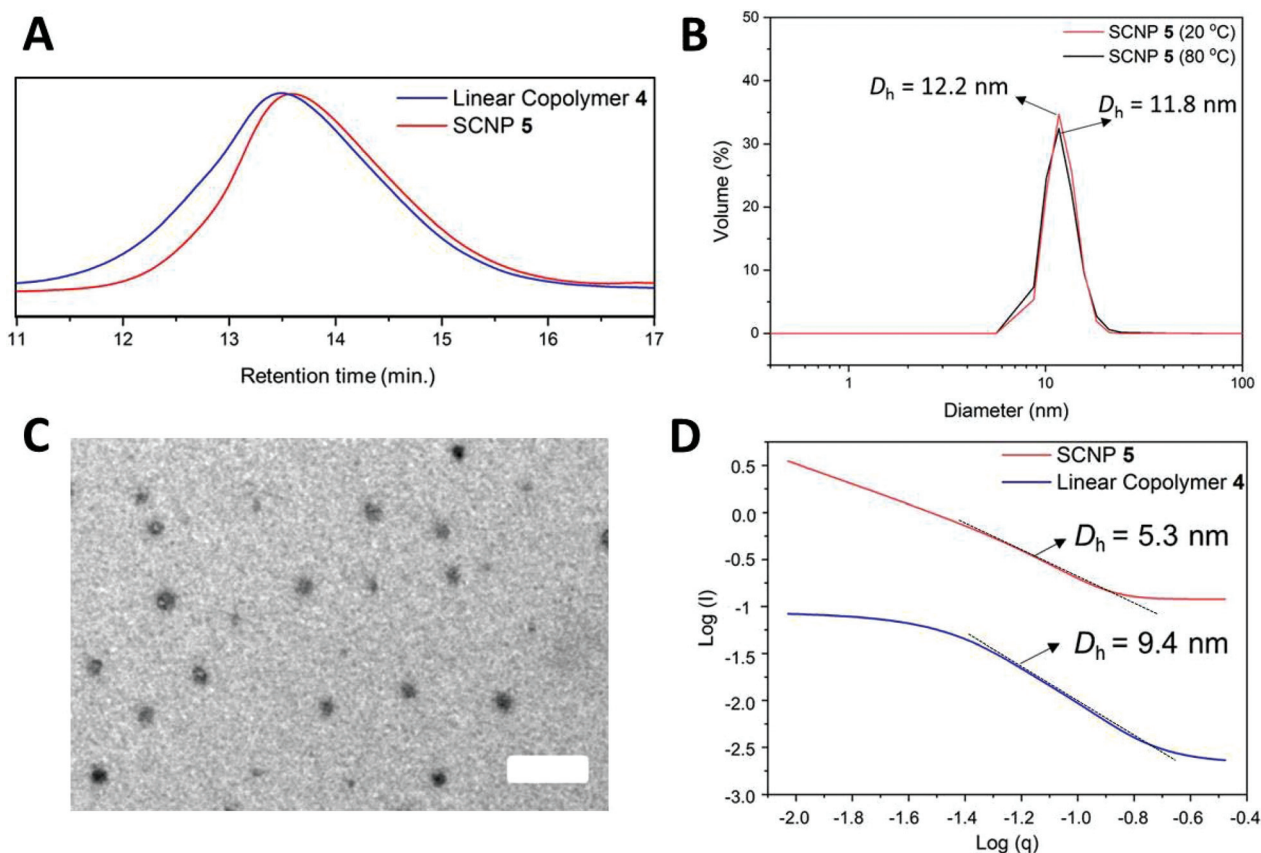 A
Linear Copolymer 4
SCNP 5
11
12
13
14
15
16
17
Retention time (min.)
B
SCNP 5 (20 °C)
SCNP 5 (80 °C)
Dh = 12.2 nm
Dh = 11.8 nm
50
40
30
20
10
0
Volume (%)
1
10
100
Diameter (nm)
C
D
SCNP 5
Linear Copolymer 4
Dh = 5.3 nm
Dh = 9.4 nm
0.5
0.0
-0.5
-1
-1.5
-2.0
-2.5
-3.0
Log (I)
-2.0
-1.8
-1.6
-1.4
-1.2
-1.0
-0.8
-0.6
-0.4
Log (q)